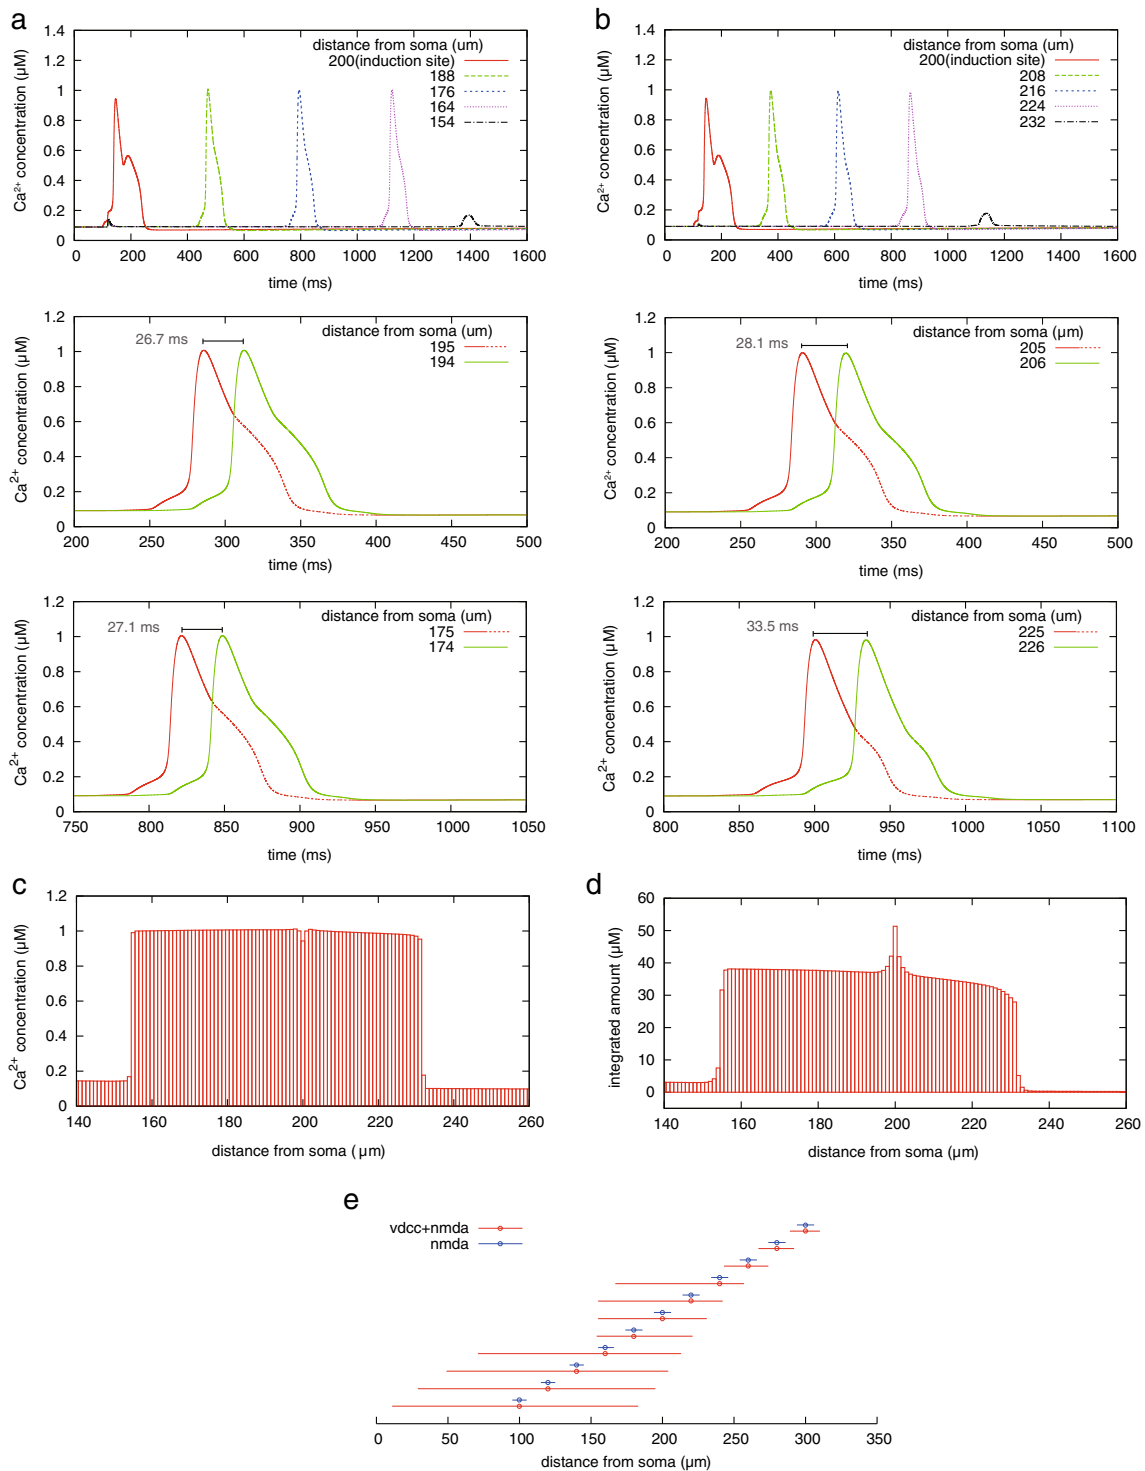 a
Ca²⁺ concentration (µM)
1.4
1.2
1
0.8
0.6
0.4
0.2
0
distance from soma (um)
200(induction site)
188
176
164
154
0 200 400 600 800 1000 1200 1400 1600
time (ms)
b
Ca²⁺ concentration (µM)
1.4
1.2
1
0.8
0.6
0.4
0.2
0
distance from soma (um)
200(induction site)
208
216
224
232
0 200 400 600 800 1000 1200 1400 1600
time (ms)
Ca²⁺ concentration (µM)
1.2
1
0.8
0.6
0.4
0.2
0
26.7 ms
distance from soma (um)
195
194
200 250 300 350 400 450 500
time (ms)
Ca²⁺ concentration (µM)
1.2
1
0.8
0.6
0.4
0.2
0
28.1 ms
distance from soma (µm)
205
206
200 250 300 350 400 450 500
time (ms)
Ca²⁺ concentration (µM)
1.2
1
0.8
0.6
0.4
0.2
0
27.1 ms
distance from soma (um)
175
174
750 800 850 900 950 1000 1050
time (ms)
Ca²⁺ concentration (µM)
1.2
1
0.8
0.6
0.4
0.2
0
33.5 ms
distance from soma (um)
225
226
800 850 900 950 1000 1050 1100
time (ms)
c
Ca²⁺ concentration (µM)
1.2
1
0.8
0.6
0.4
0.2
0
140 160 180 200 220 240 260
distance from soma (µm)
d
integrated amount (µM)
60
50
40
30
20
10
0
140 160 180 200 220 240 260
distance from soma (µm)
e
vdcc+nmda
nmda
0 50 100 150 200 250 300 350
distance from soma (µm)